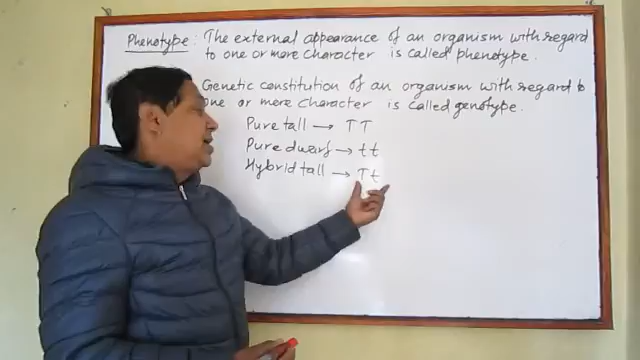 Phenotype: The external appearance of an organism with regard
to one or more character is called phenotype.
Genetic constitution of an organism with regard to
one or more character is called genotype.
Pure tall → TT
Pure dwarf → tt
Hybrid tall → Tt